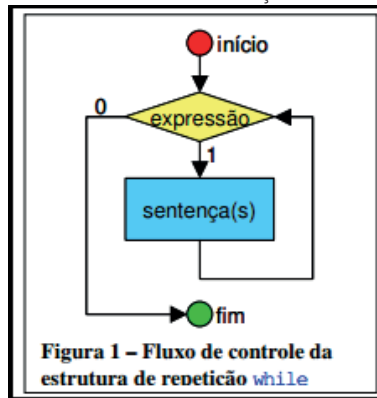 início
0
expressão
1
sentença(s)
fim
Figura 1 – Fluxo de controle da
estrutura de repetição while